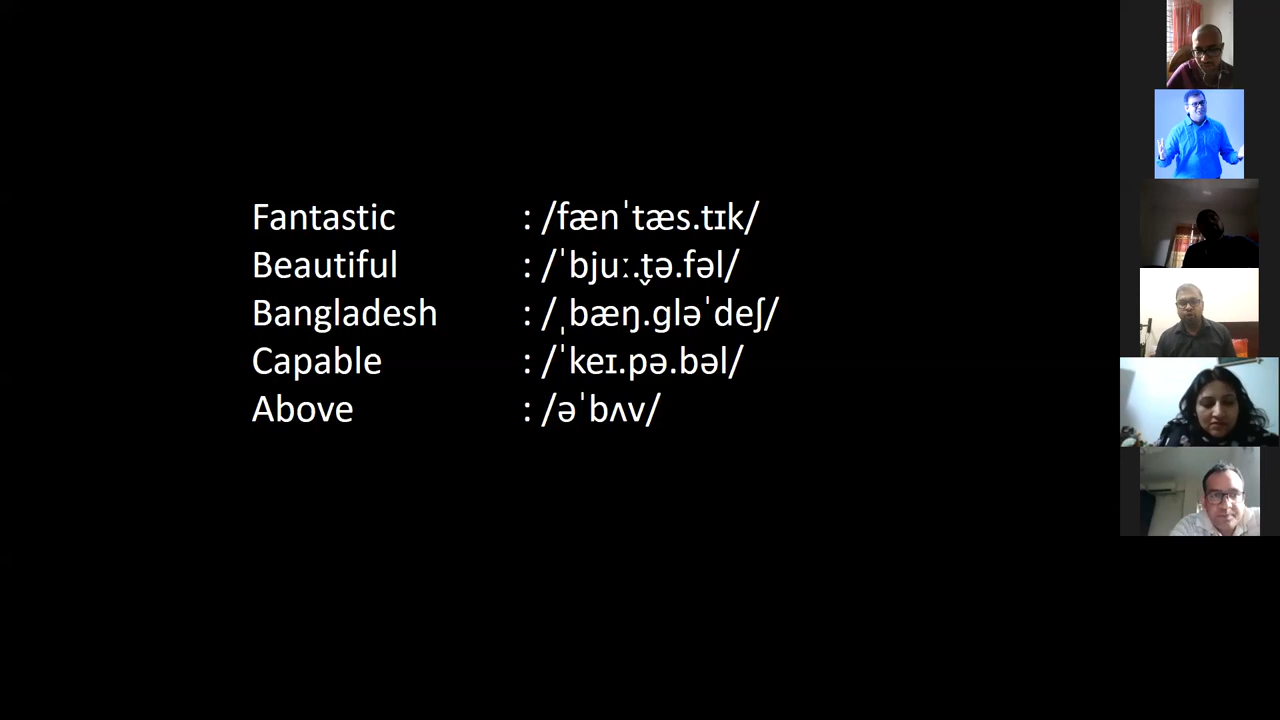 Fantastic : /fænˈtæs.tɪk/
Beautiful : /ˈbjuː.t̬ə.fəl/
Bangladesh : /ˌbæŋ.ɡləˈdeʃ/
Capable : /ˈkeɪ.pə.bəl/
Above : /əˈbʌv/